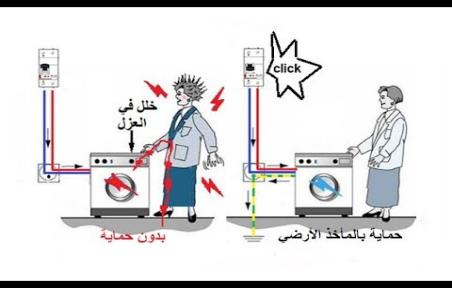 click
خلل في
العزل
بدون حماية
حماية بالمأخذ الأرضي